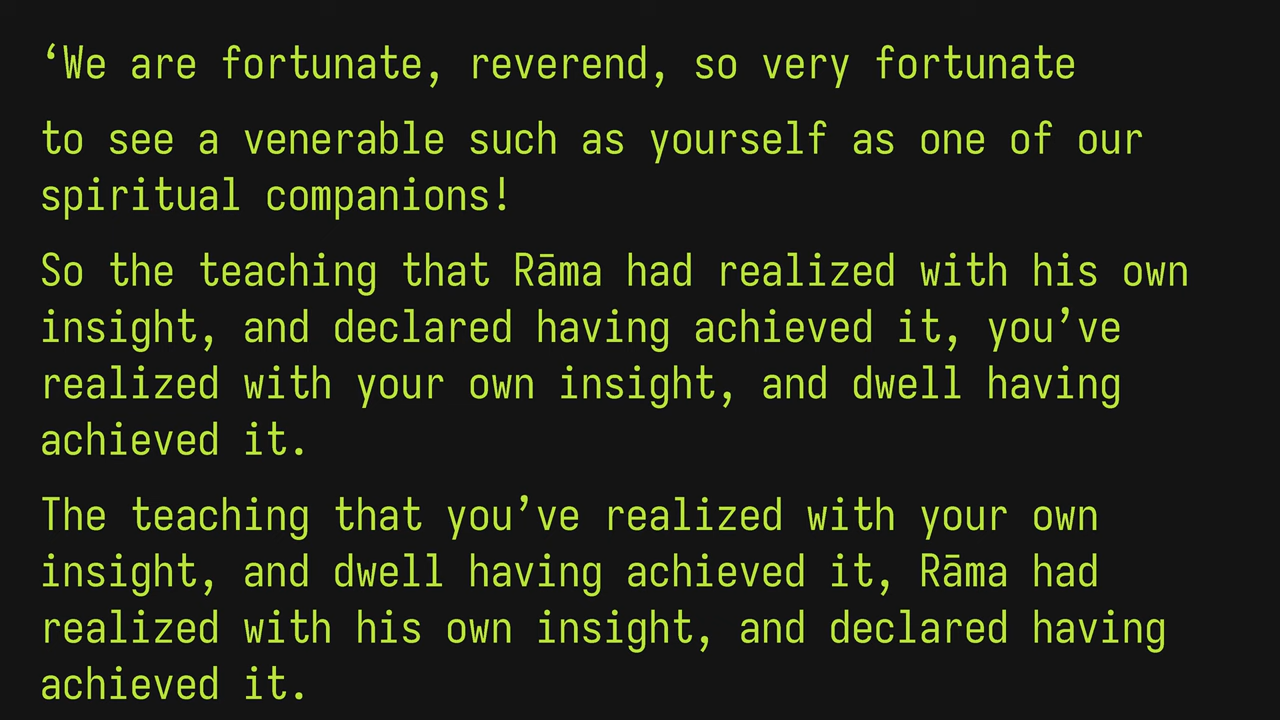 ‘We are fortunate, reverend, so very fortunate
to see a venerable such as yourself as one of our
spiritual companions!
So the teaching that Rāma had realized with his own
insight, and declared having achieved it, you’ve
realized with your own insight, and dwell having
achieved it.
The teaching that you’ve realized with your own
insight, and dwell having achieved it, Rāma had
realized with his own insight, and declared having
achieved it.